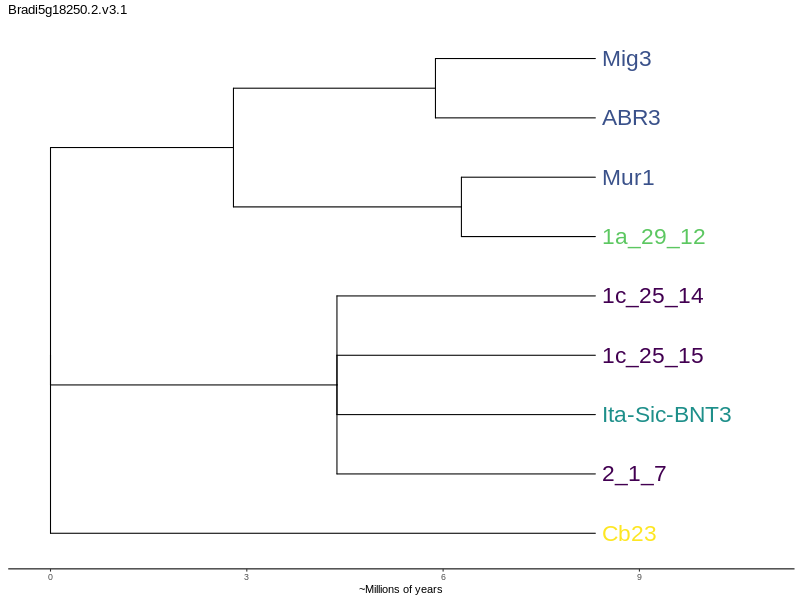 Bradi5g18250.2.v3.1
Mig3
ABR3
Mur1
1a_29_12
1c_25_14
1c_25_15
Ita-Sic-BNT3
2_1_7
Cb23
0 3 6 9
~Millions of years